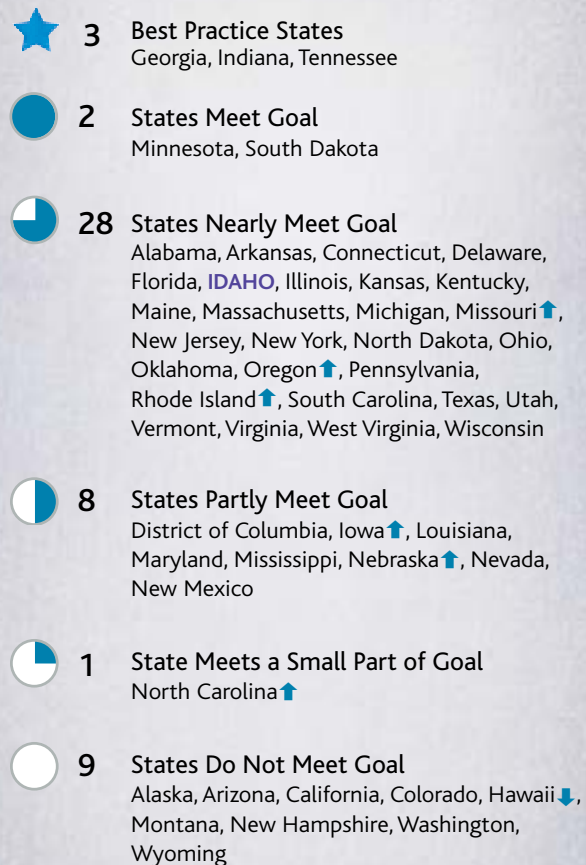 3 Best Practice States
Georgia, Indiana, Tennessee
2 States Meet Goal
Minnesota, South Dakota
28 States Nearly Meet Goal
Alabama, Arkansas, Connecticut, Delaware,
Florida, IDAHO, Illinois, Kansas, Kentucky,
Maine, Massachusetts, Michigan, Missouri⬆,
New Jersey, New York, North Dakota, Ohio,
Oklahoma, Oregon⬆, Pennsylvania,
Rhode Island⬆, South Carolina, Texas, Utah,
Vermont, Virginia, West Virginia, Wisconsin
8 States Partly Meet Goal
District of Columbia, Iowa⬆, Louisiana,
Maryland, Mississippi, Nebraska⬆, Nevada,
New Mexico
1 State Meets a Small Part of Goal
North Carolina⬆
9 States Do Not Meet Goal
Alaska, Arizona, California, Colorado, Hawaii⬇,
Montana, New Hampshire, Washington,
Wyoming